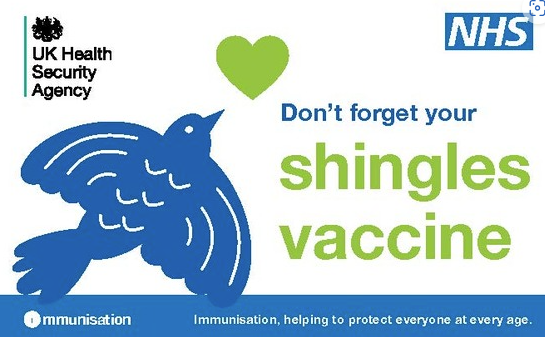 UK Health
Security
Agency
NHS
Don't forget your
shingles
vaccine
immunisation
Immunisation, helping to protect everyone at every age.